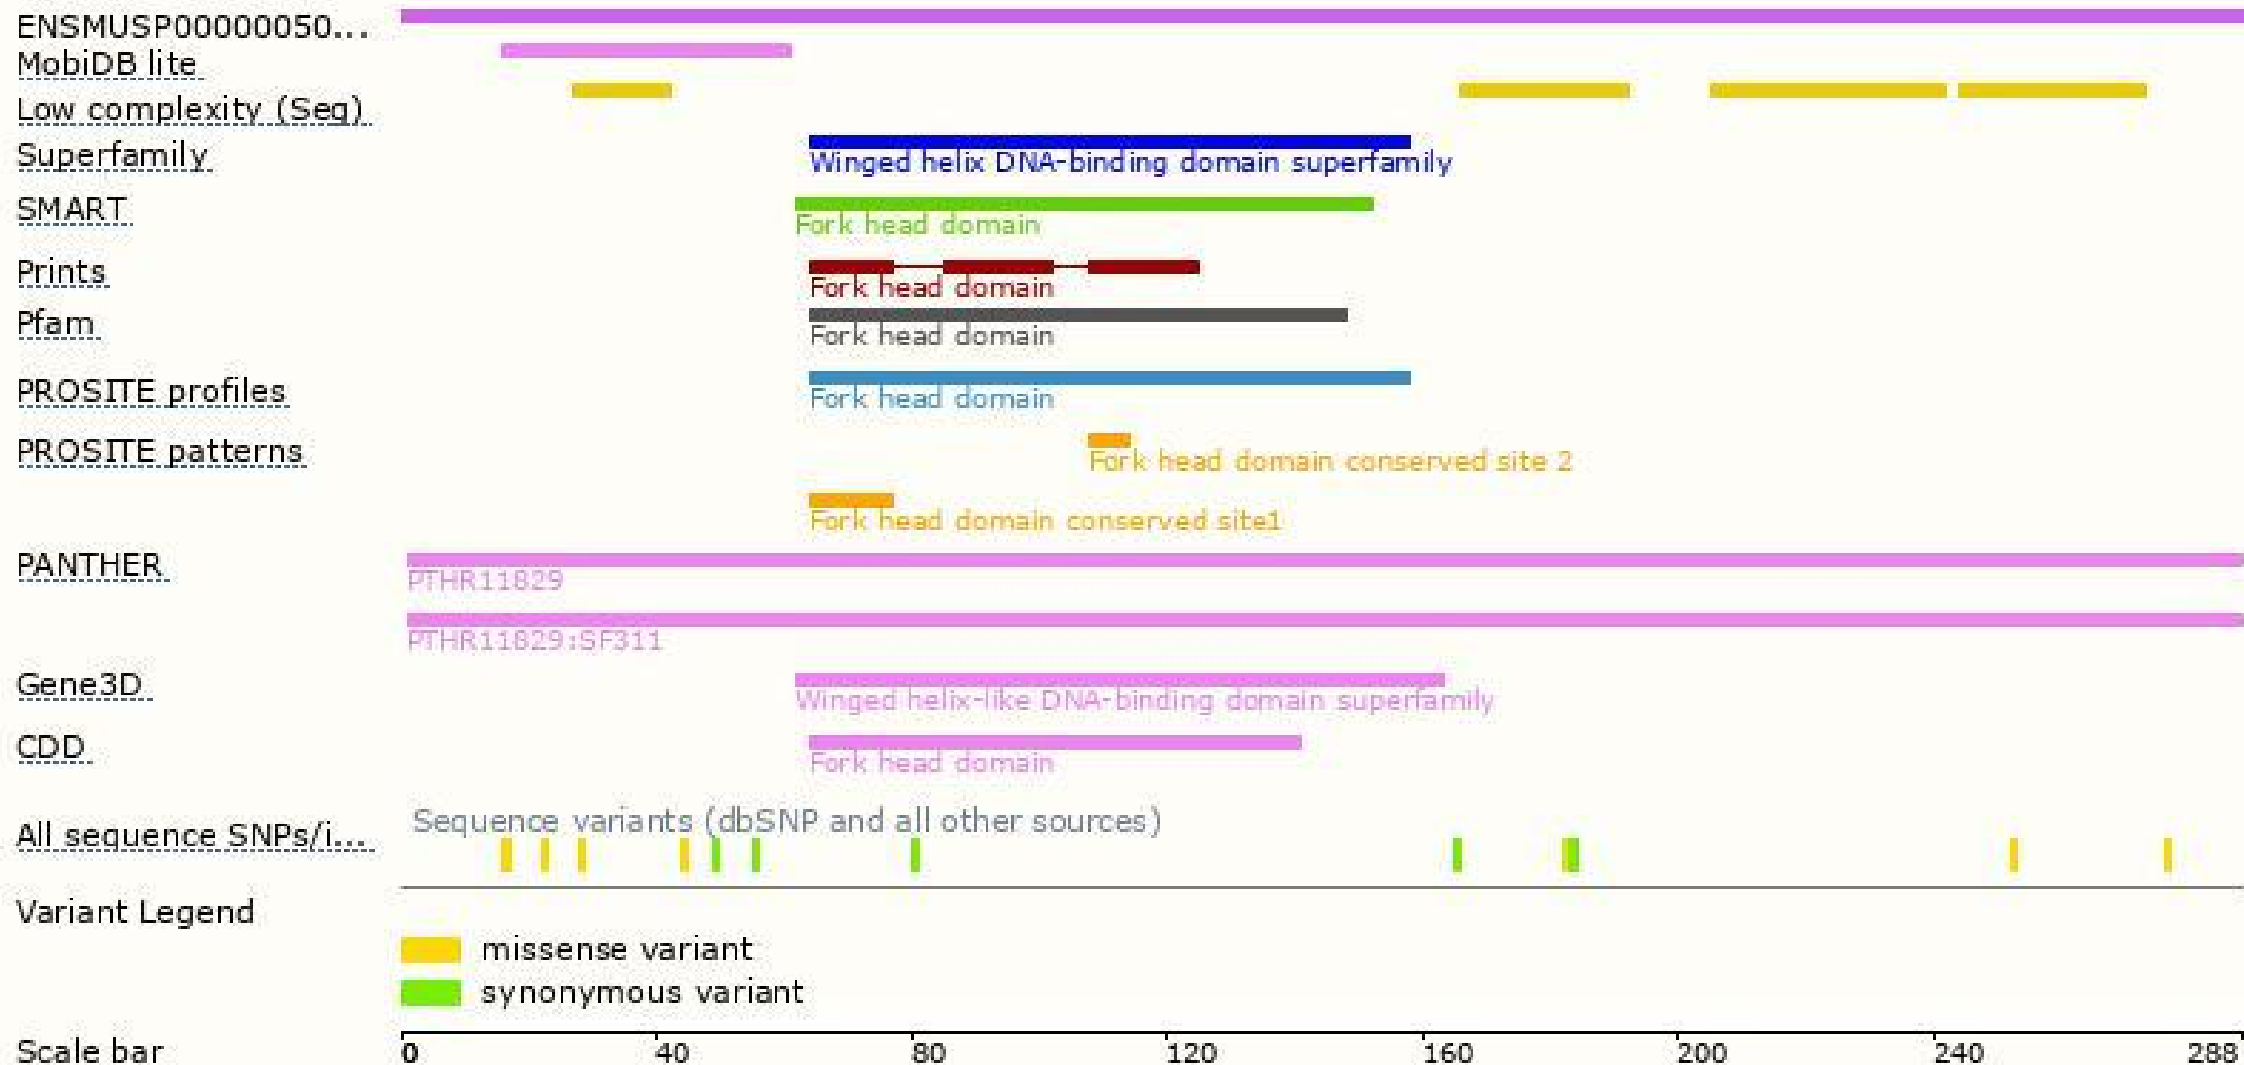 ENSMUSP00000050...
MobiDB lite
Low complexity (Seg)
Superfamily
Winged helix DNA-binding domain superfamily
SMART
Fork head domain
Prints
Fork head domain
Pfam
Fork head domain
PROSITE profiles
Fork head domain
PROSITE patterns
Fork head domain conserved site 2
Fork head domain conserved site1
PANTHER
PTHR11829
PTHR11829:SF311
Gene3D
Winged helix-like DNA-binding domain superfamily
CDD
Fork head domain
Sequence variants (dbSNP and all other sources)
All sequence SNPs/i...
Variant Legend
missense variant
synonymous variant
Scale bar 0 40 80 120 160 200 240 288